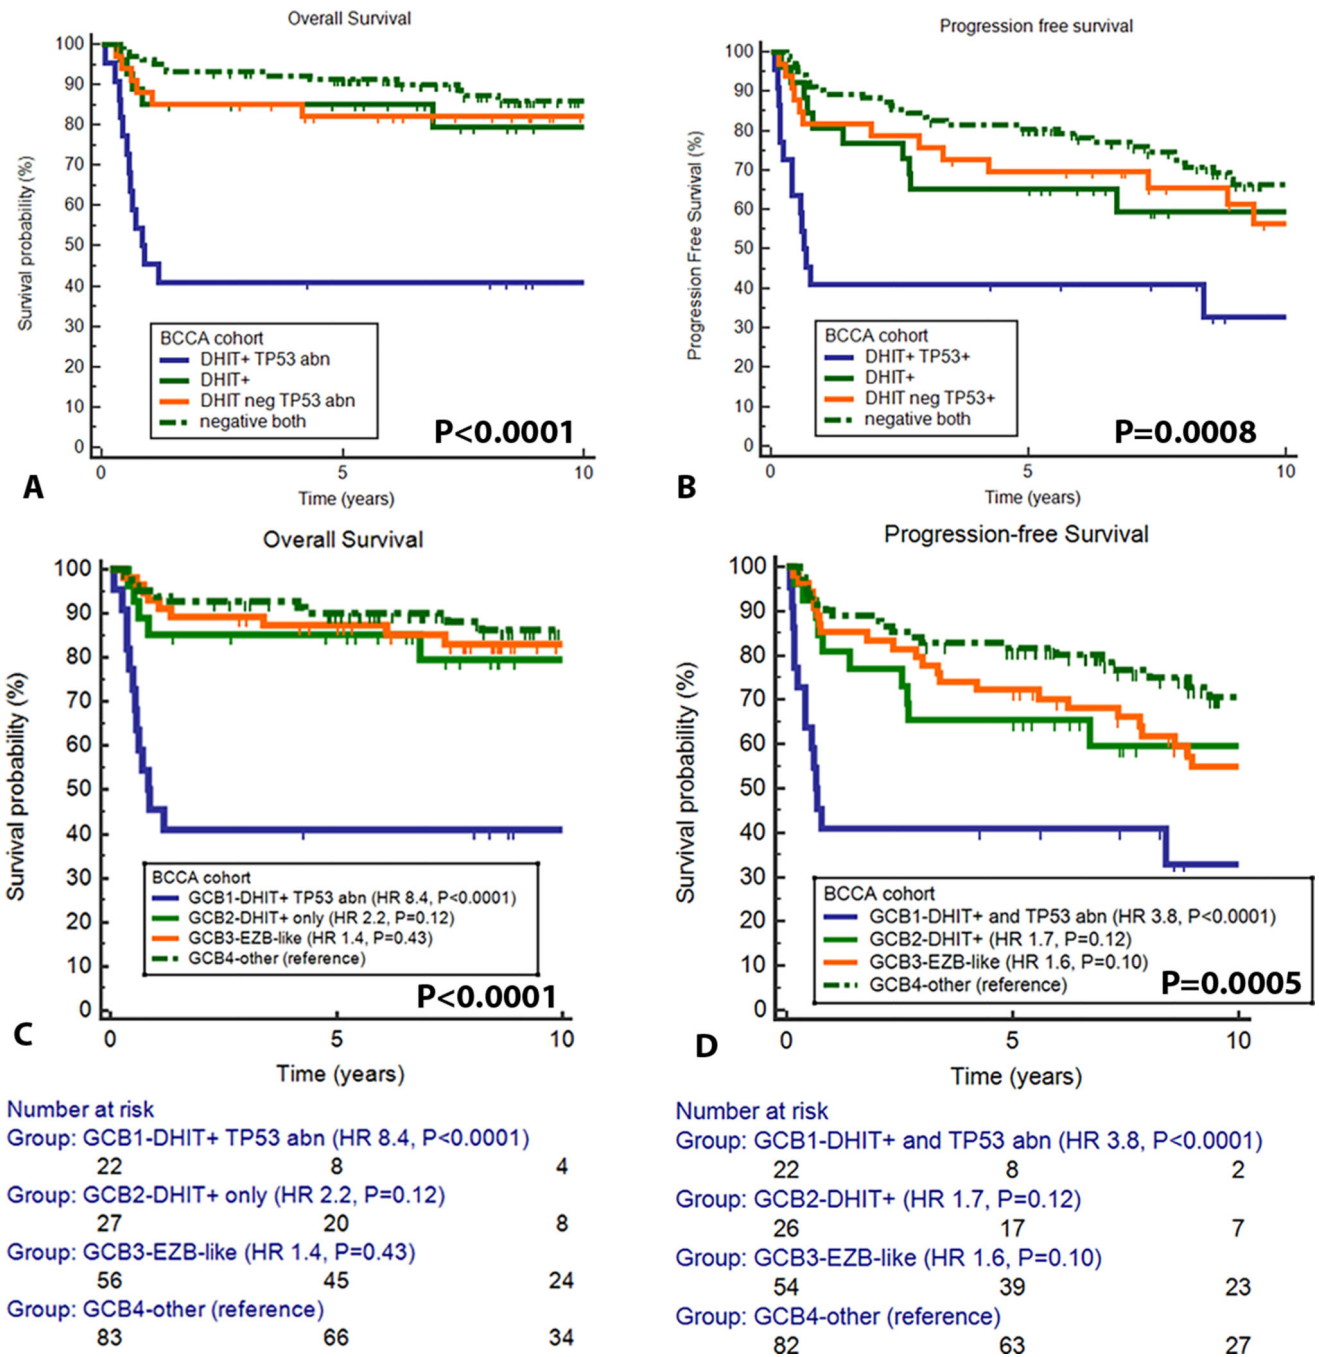 Overall Survival
Survival probability (%)
100
90
80
70
60
50
40
30
20
10
0
BCCA cohort
DHIT+ TP53 abn
DHIT+
DHIT neg TP53 abn
negative both
P<0.0001
0 5 10
Time (years)
A
Progression free survival
Progression Free Survival (%)
100
90
80
70
60
50
40
30
20
10
0
BCCA cohort
DHIT+ TP53+
DHIT+
DHIT neg TP53+
negative both
P=0.0008
0 5 10
Time (years)
B
Overall Survival
Survival probability (%)
100
90
80
70
60
50
40
30
20
10
0
BCCA cohort
GCB1-DHIT+ TP53 abn (HR 8.4, P<0.0001)
GCB2-DHIT+ only (HR 2.2, P=0.12)
GCB3-EZB-like (HR 1.4, P=0.43)
GCB4-other (reference)
P<0.0001
0 5 10
C
Time (years)
Number at risk
Group: GCB1-DHIT+ TP53 abn (HR 8.4, P<0.0001)
22 8 4
Group: GCB2-DHIT+ only (HR 2.2, P=0.12)
27 20 8
Group: GCB3-EZB-like (HR 1.4, P=0.43)
56 45 24
Group: GCB4-other (reference)
83 66 34
Progression-free Survival
Survival probability (%)
100
90
80
70
60
50
40
30
20
10
0
BCCA cohort
GCB1-DHIT+ and TP53 abn (HR 3.8, P<0.0001)
GCB2-DHIT+ (HR 1.7, P=0.12)
GCB3-EZB-like (HR 1.6, P=0.10)
GCB4-other (reference)
P=0.0005
0 5 10
D
Time (years)
Number at risk
Group: GCB1-DHIT+ and TP53 abn (HR 3.8, P<0.0001)
22 8 2
Group: GCB2-DHIT+ (HR 1.7, P=0.12)
26 17 7
Group: GCB3-EZB-like (HR 1.6, P=0.10)
54 39 23
Group: GCB4-other (reference)
82 63 27